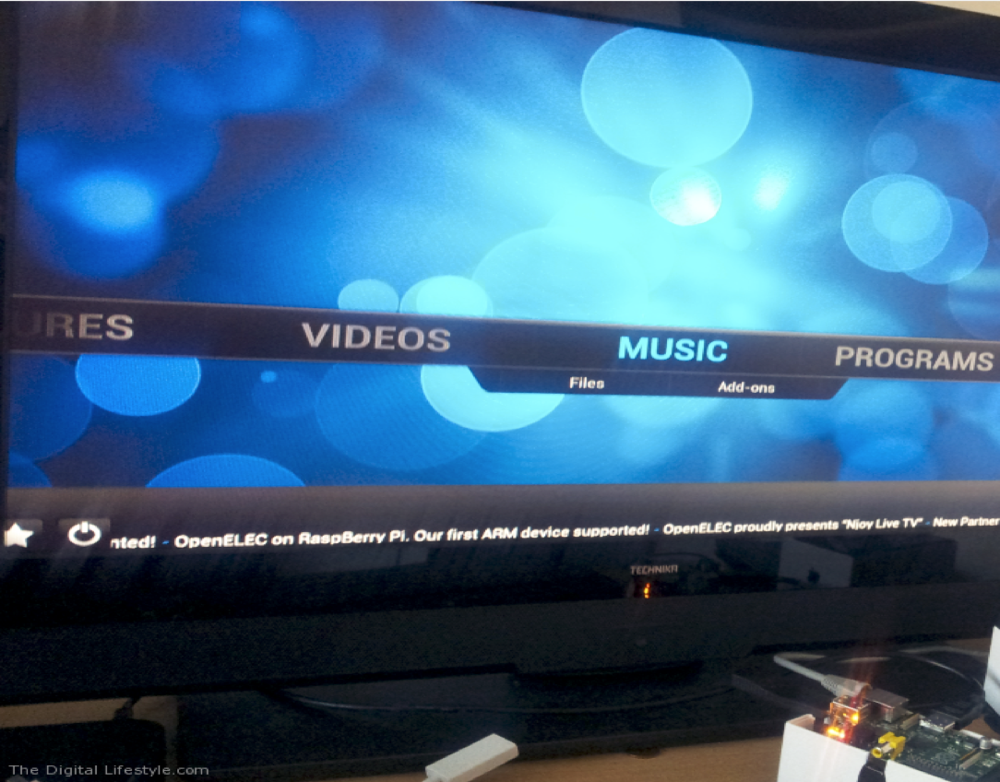 URES VIDEOS MUSIC PROGRAMS
Files Add-ons
nted! - OpenELEC on RaspBerry Pi. Our first ARM device supported! - OpenELEC proudly presents "Njoy Live TV" - New Partner
TECHNIKA
The Digital Lifestyle.com